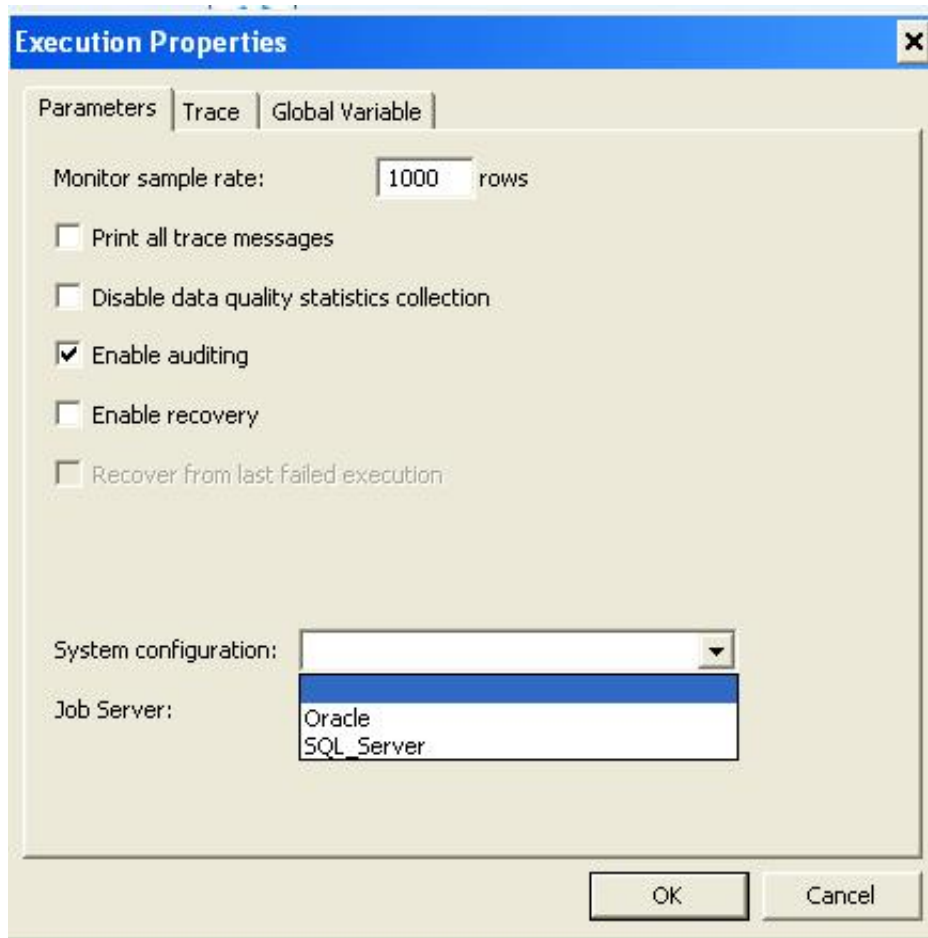 Execution Properties
Parameters Trace Global Variable
Monitor sample rate: 1000 rows
Print all trace messages
Disable data quality statistics collection
Enable auditing
Enable recovery
Recover from last failed execution
System configuration:
Job Server:
Oracle
SQL_Server
OK Cancel